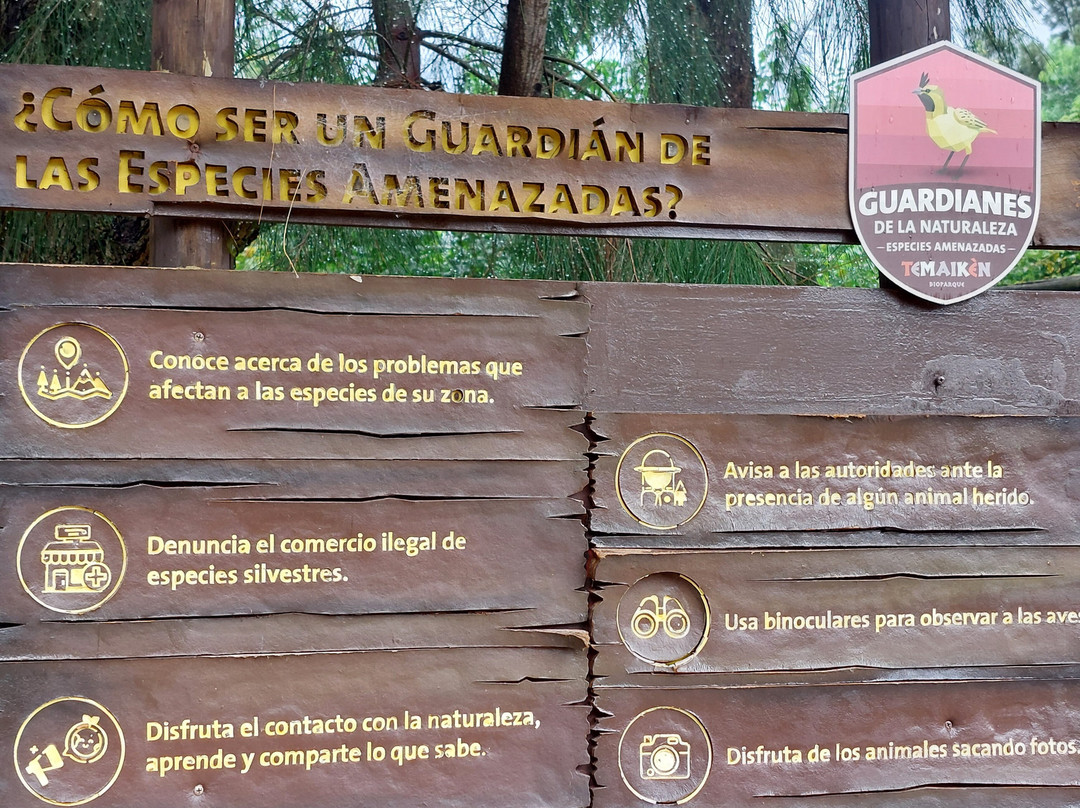 ¿Cómo ser un Guardián de
las Especies Amenazadas?
GUARDIANES
DE LA NATURALEZA
ESPECIES AMENAZADAS
TEMAIKÈN
BIOPARQUE
Conoce acerca de los problemas que
afectan a las especies de su zona.
Denuncia el comercio ilegal de
especies silvestres.
Disfruta el contacto con la naturaleza,
aprende y comparte lo que sabe.
Avisa a las autoridades ante la
presencia de algún animal herido.
Usa binoculares para observar a las ave
Disfruta de los animales sacando fotos.